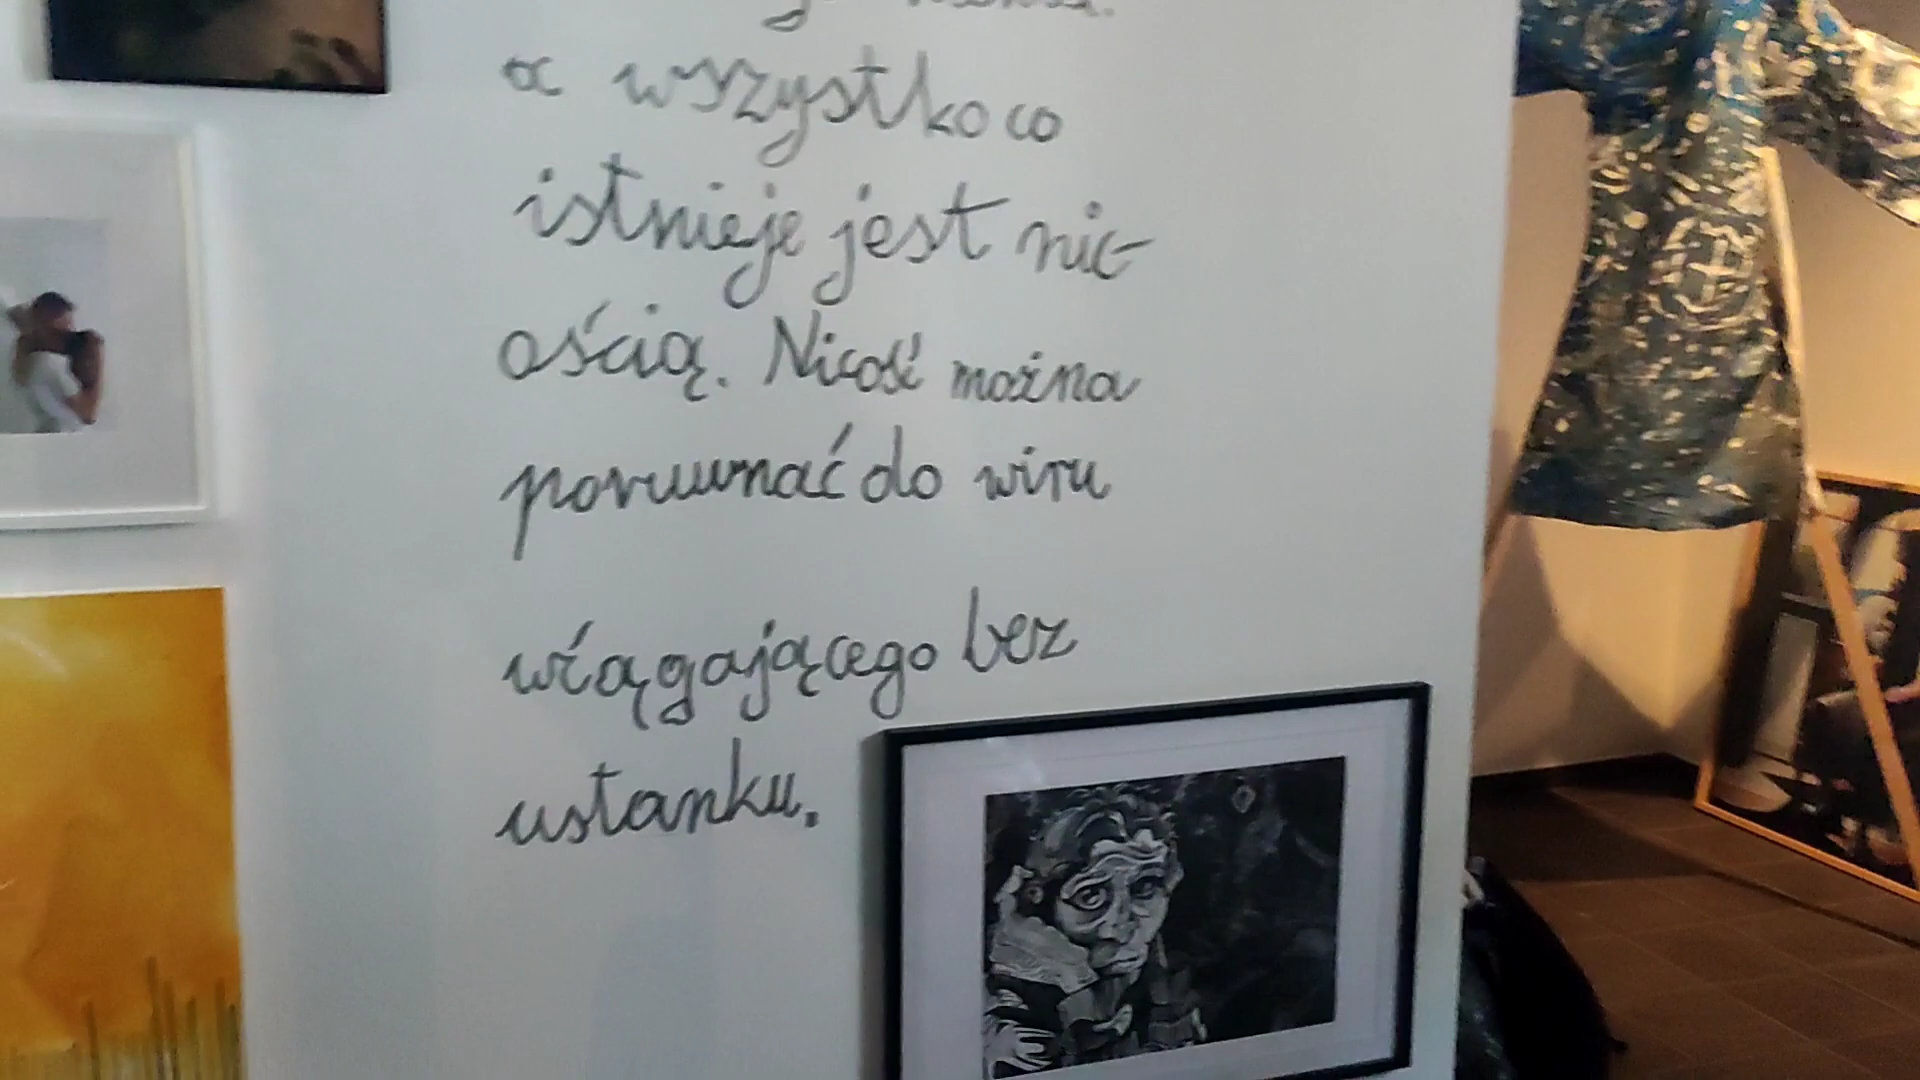 a wszystko co
istnieje jest nic-
ością. Nicość można
porównać do wiru
wciągającego bez
ustanku.